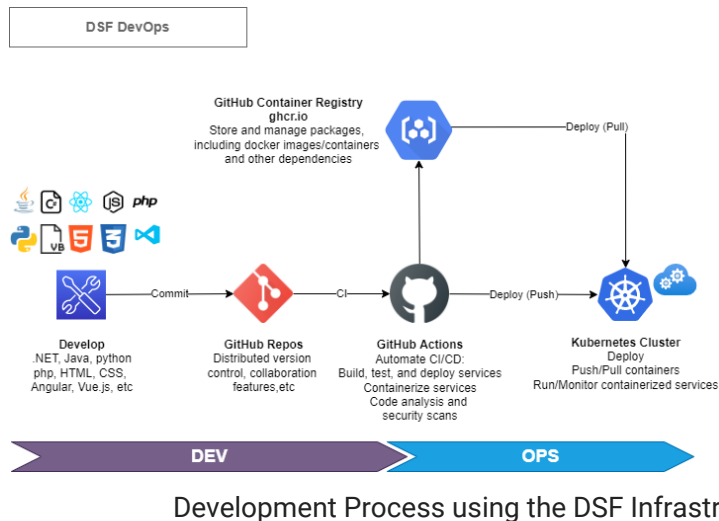 DSF DevOps
GitHub Container Registry
ghcr.io
Store and manage packages,
including docker images/containers
and other dependencies
Deploy (Pull)
C#
JS
php
VB
5
3
Commit
CI
Deploy (Push)
Develop
.NET, Java, python
php, HTML, CSS,
Angular, Vue.js, etc
GitHub Repos
Distributed version
control, collaboration
features,etc
GitHub Actions
Automate CI/CD:
Build, test, and deploy services
Containerize services
Code analysis and
security scans
Kubernetes Cluster
Deploy
Push/Pull containers
Run/Monitor containerized services
DEV
OPS
Development Process using the DSF Infrastr